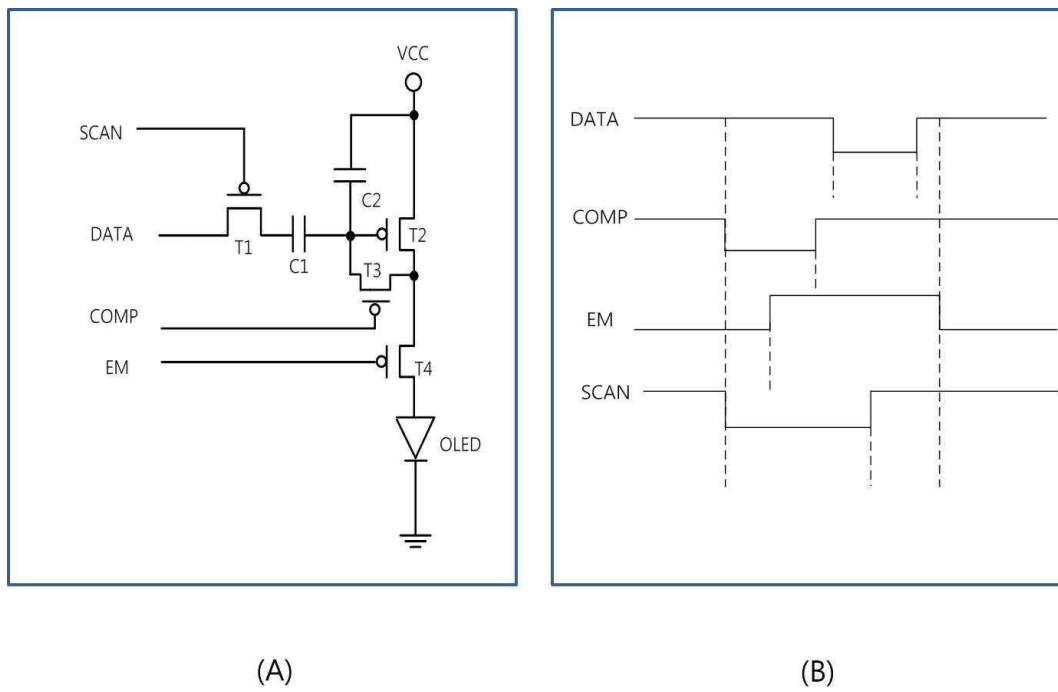 VCC
SCAN
C2
DATA
T1
C1
T2
T3
COMP
EM
T4
OLED
(A)
DATA
COMP
EM
SCAN
(B)